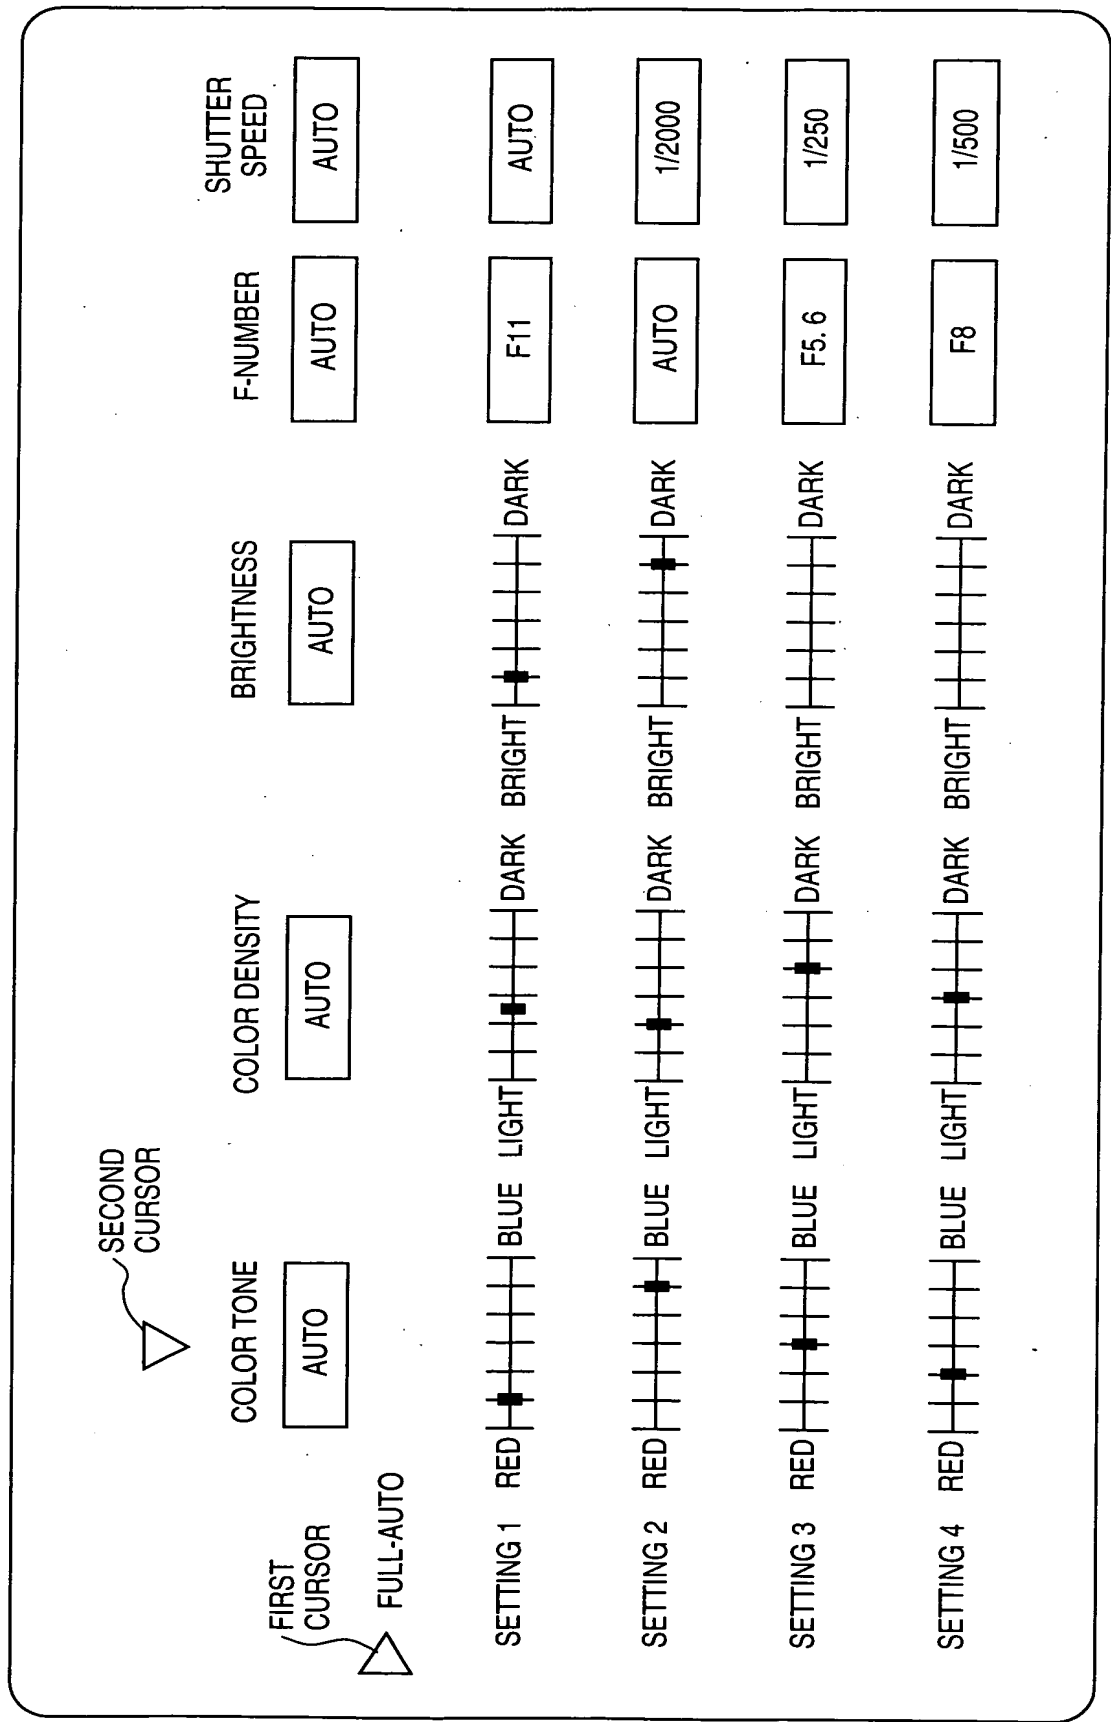 SECOND
CURSOR
FIRST
CURSOR
FULL-AUTO
COLOR TONE
COLOR DENSITY
BRIGHTNESS
F-NUMBER
SHUTTER
SPEED
AUTO
AUTO
AUTO
AUTO
AUTO
SETTING 1 RED BLUE LIGHT DARK BRIGHT DARK F11 AUTO
SETTING 2 RED BLUE LIGHT DARK BRIGHT DARK AUTO 1/2000
SETTING 3 RED BLUE LIGHT DARK BRIGHT DARK F5. 6 1/250
SETTING 4 RED BLUE LIGHT DARK BRIGHT DARK F8 1/500